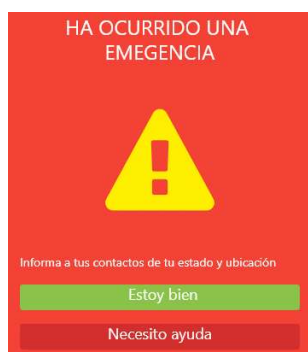 HA OCURRIDO UNA
EMEGENCIA
Informa a tus contactos de tu estado y ubicación
Estoy bien
Necesito ayuda